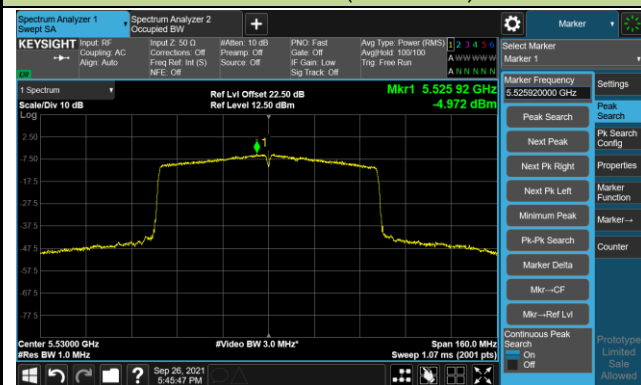 Spectrum Analyzer 1
Swept SA
Spectrum Analyzer 2
Occupied BW
Marker
KEYSIGHT
Input: RF
Coupling: AC
Align: Auto
Input Z: 50 Ω
Corrections: Off
Freq Ref: Int (S)
NFE: Off
#Atten: 10 dB
Preamp: Off
Source: Off
PNO: Fast
Gate: Off
IF Gain: Low
Sig Track: Off
Avg Type: Power (RMS)
Avg|Hold: 100/100
Trig: Free Run
1 2 3 4 5 6
A W W W W W
A N N N N N
Select Marker
Marker 1
1 Spectrum
Scale/Div 10 dB
Log
Ref Lvl Offset 22.50 dB
Ref Level 12.50 dBm
Mkr1 5.525 92 GHz
-4.972 dBm
1
2.50
-7.50
-17.5
-27.5
-37.5
-47.5
-57.5
-67.5
-77.5
Center 5.53000 GHz
#Res BW 1.0 MHz
#Video BW 3.0 MHz*
Span 160.0 MHz
Sweep 1.07 ms (2001 pts)
Marker Frequency
5.525920000 GHz
Peak Search
Next Peak
Next Pk Right
Next Pk Left
Minimum Peak
Pk-Pk Search
Marker Delta
Mkr→CF
Mkr→Ref Lvl
Continuous Peak
Search
On
Off
Settings
Peak
Search
Pk Search
Config
Properties
Marker
Function
Marker→
Counter
Prototype
Limited
Sale
Allowed
Sep 26, 2021
5:45:47 PM